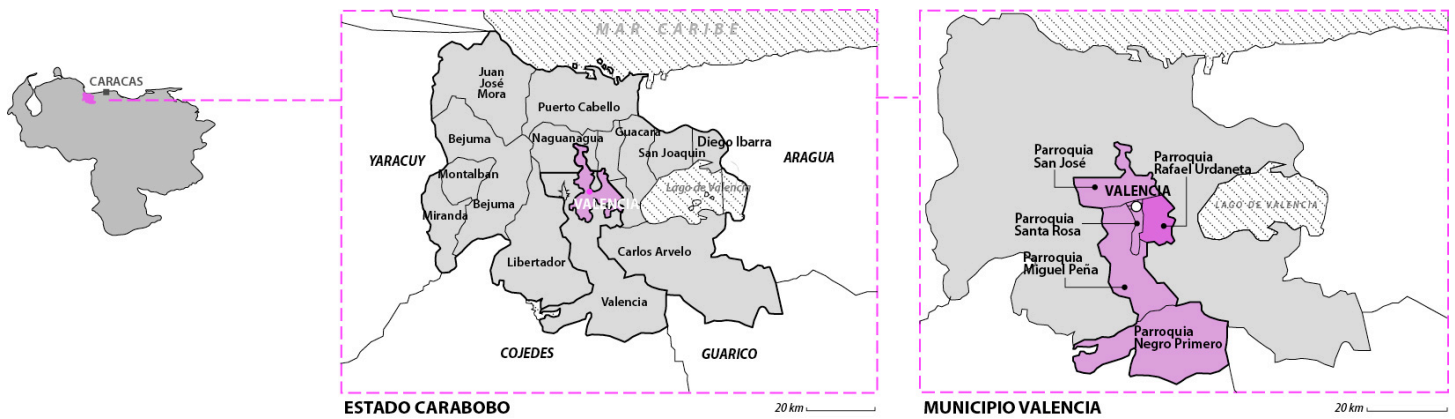 CARACAS
MAR CARIBE
Juan
José
Mora
Puerto Cabello
Bejuma
Naguanagua
Guacara
San Joaquin
Diego Ibarra
YARACUY
ARAGUA
Montalban
Lago de Valencia
Miranda
Bejuma
VALENCIA
Libertador
Carlos Arvelo
Valencia
COJEDES
GUARICO
ESTADO CARABOBO
20 km
Parroquia
San José
Parroquia
Rafael Urdaneta
VALENCIA
LAGO DE VALENCIA
Parroquia
Santa Rosa
Parroquia
Miguel Peña
Parroquia
Negro Primero
MUNICIPIO VALENCIA
20 km